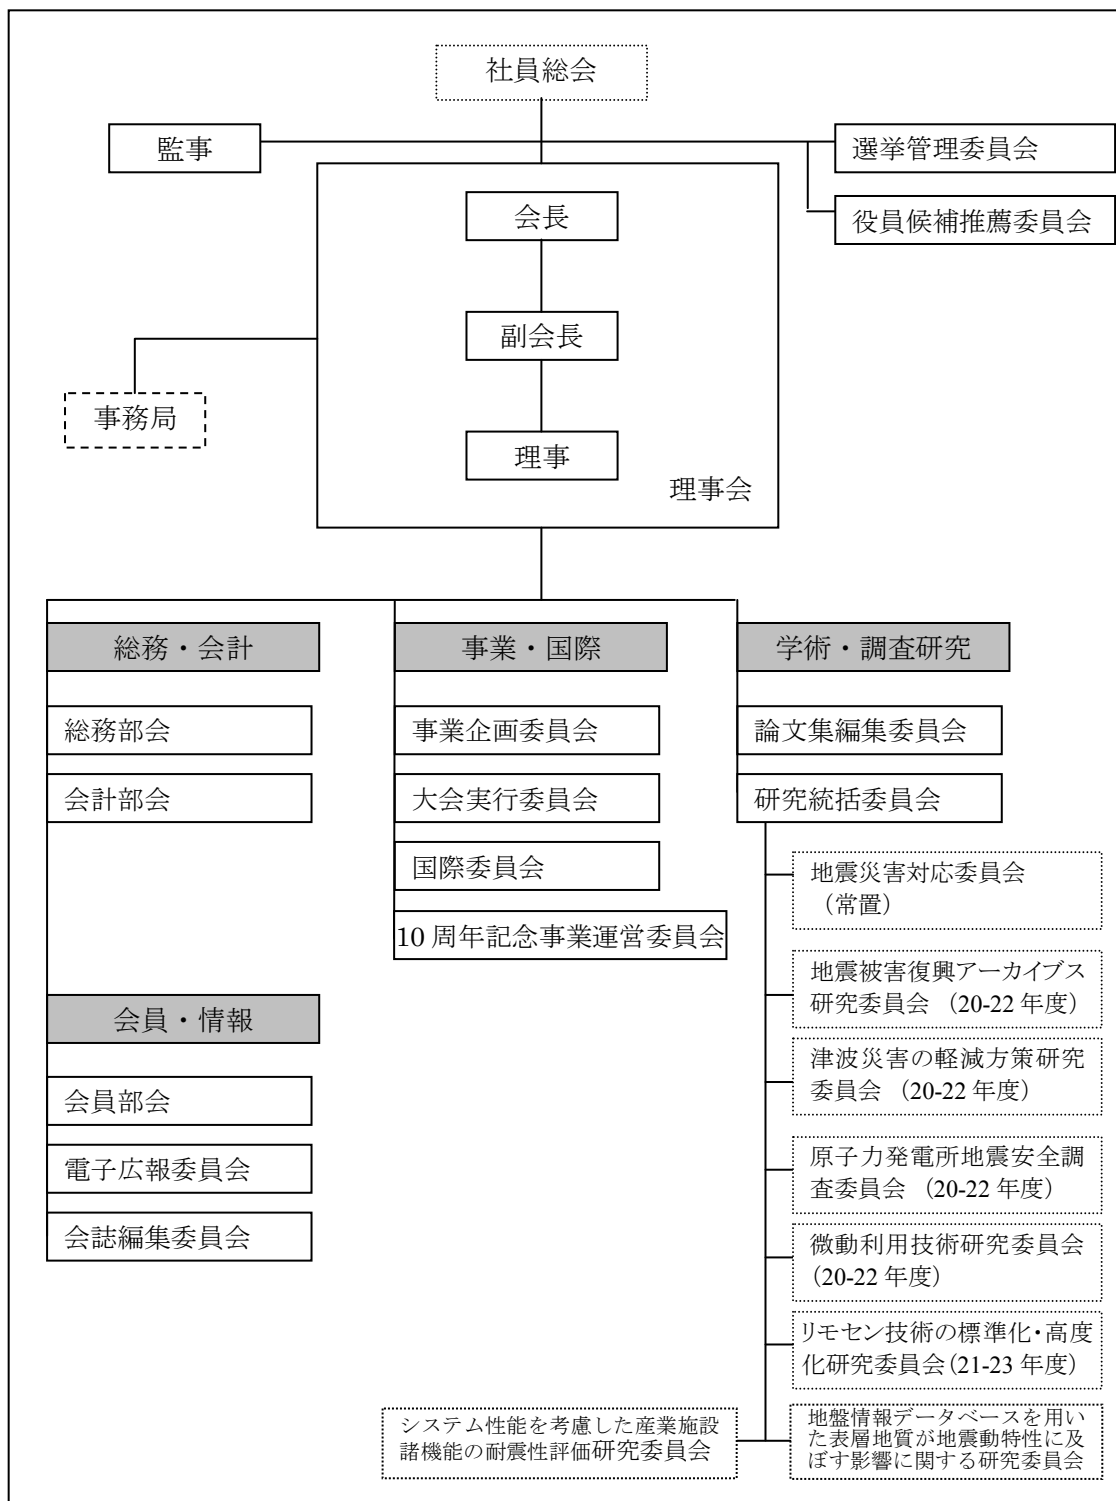 社員総会
監事
選挙管理委員会
役員候補推薦委員会
会長
副会長
理事
理事会
事務局
総務・会計
総務部会
会計部会
会員・情報
会員部会
電子広報委員会
会誌編集委員会
事業・国際
事業企画委員会
大会実行委員会
国際委員会
10 周年記念事業運営委員会
学術・調査研究
論文集編集委員会
研究統括委員会
地震災害対応委員会
（常置）
地震被害復興アーカイブス
研究委員会 （20-22 年度）
津波災害の軽減方策研究
委員会 （20-22 年度）
原子力発電所地震安全調
査委員会 （20-22 年度）
微動利用技術研究委員会
（20-22 年度）
リモセン技術の標準化・高度
化研究委員会（21-23 年度）
システム性能を考慮した産業施設
諸機能の耐震性評価研究委員会
地盤情報データベースを用い
た表層地質が地震動特性に及
ぼす影響に関する研究委員会